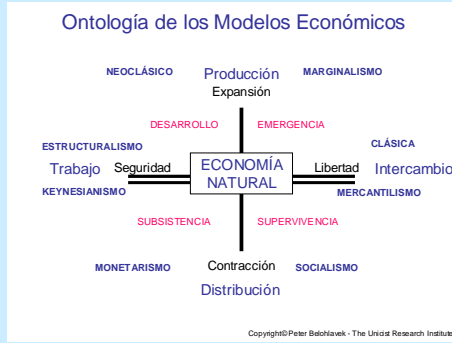 Ontología de los Modelos Económicos
NEOCLÁSICO Producción MARGINALISMO
Expansión
DESARROLLO EMERGENCIA
ESTRUCTURALISMO CLÁSICA
Trabajo Seguridad ECONOMÍA Libertad Intercambio
NATURAL
KEYNESIANISMO MERCANTILISMO
SUBSISTENCIA SUPERVIVENCIA
MONETARISMO Contracción SOCIALISMO
Distribución
Copyright© Peter Belohlavek - The Unicist Research Institute